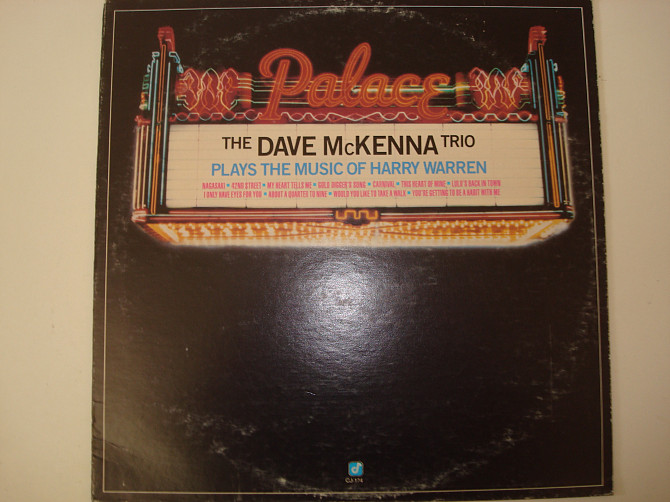 Palace
THE DAVE McKENNA TRIO
PLAYS THE MUSIC OF HARRY WARREN
NAGASAKI • 42ND STREET • MY HEART TELLS ME • GOLD DIGGER'S SONG • CARNIVAL • THIS HEART OF MINE • LULU'S BACK IN TOWN
I ONLY HAVE EYES FOR YOU • ABOUT A QUARTER TO NINE • WOULD YOU LIKE TO TAKE A WALK • YOU'RE GETTING TO BE A HABIT WITH ME